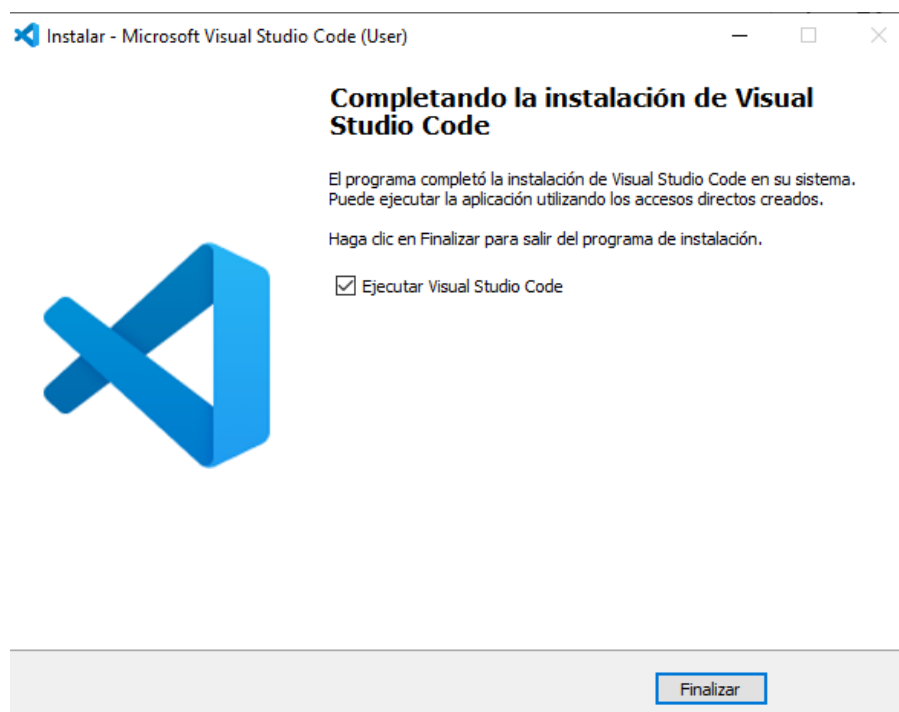 Instalar - Microsoft Visual Studio Code (User)
Completando la instalación de Visual
Studio Code
El programa completó la instalación de Visual Studio Code en su sistema.
Puede ejecutar la aplicación utilizando los accesos directos creados.
Haga clic en Finalizar para salir del programa de instalación.
Ejecutar Visual Studio Code
Finalizar